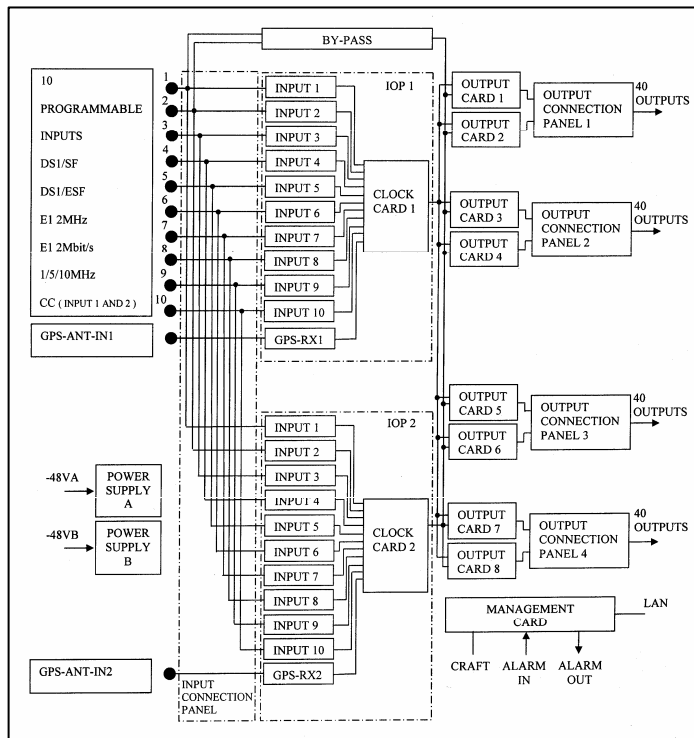 BY-PASS
10
PROGRAMMABLE
INPUTS
DS1/SF
DS1/ESF
E1 2MHz
E1 2Mbit/s
1/5/10MHz
CC ( INPUT 1 AND 2 )
GPS-ANT-IN1
1
2
3
4
5
6
7
8
9
10
IOP 1
INPUT 1
INPUT 2
INPUT 3
INPUT 4
INPUT 5
INPUT 6
INPUT 7
INPUT 8
INPUT 9
INPUT 10
GPS-RX1
CLOCK
CARD 1
OUTPUT
CARD 1
OUTPUT
CARD 2
OUTPUT
CONNECTION
PANEL 1
40
OUTPUTS
OUTPUT
CARD 3
OUTPUT
CARD 4
OUTPUT
CONNECTION
PANEL 2
40
OUTPUTS
-48VA
POWER
SUPPLY
A
-48VB
POWER
SUPPLY
B
GPS-ANT-IN2
INPUT
CONNECTION
PANEL
IOP 2
INPUT 1
INPUT 2
INPUT 3
INPUT 4
INPUT 5
INPUT 6
INPUT 7
INPUT 8
INPUT 9
INPUT 10
GPS-RX2
CLOCK
CARD 2
OUTPUT
CARD 5
OUTPUT
CARD 6
OUTPUT
CONNECTION
PANEL 3
40
OUTPUTS
OUTPUT
CARD 7
OUTPUT
CARD 8
OUTPUT
CONNECTION
PANEL 4
40
OUTPUTS
MANAGEMENT
CARD
LAN
CRAFT
ALARM
IN
ALARM
OUT